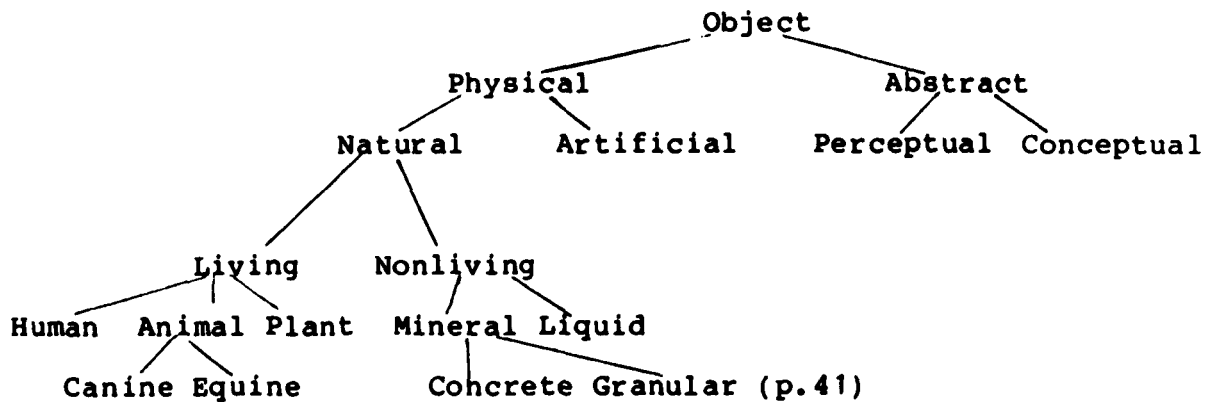 Object
Physical Abstract
Natural Artificial Perceptual Conceptual
Living Nonliving
Human Animal Plant Mineral Liquid
Canine Equine Concrete Granular (p.41)